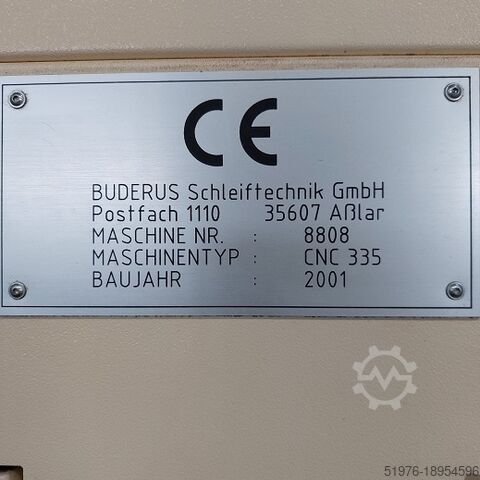 CE
BUDERUS Schleiftechnik GmbH
Postfach 1110 35607 Aßlar
MASCHINE NR. : 8808
MASCHINENTYP : CNC 335
BAUJAHR : 2001
51976-18954596